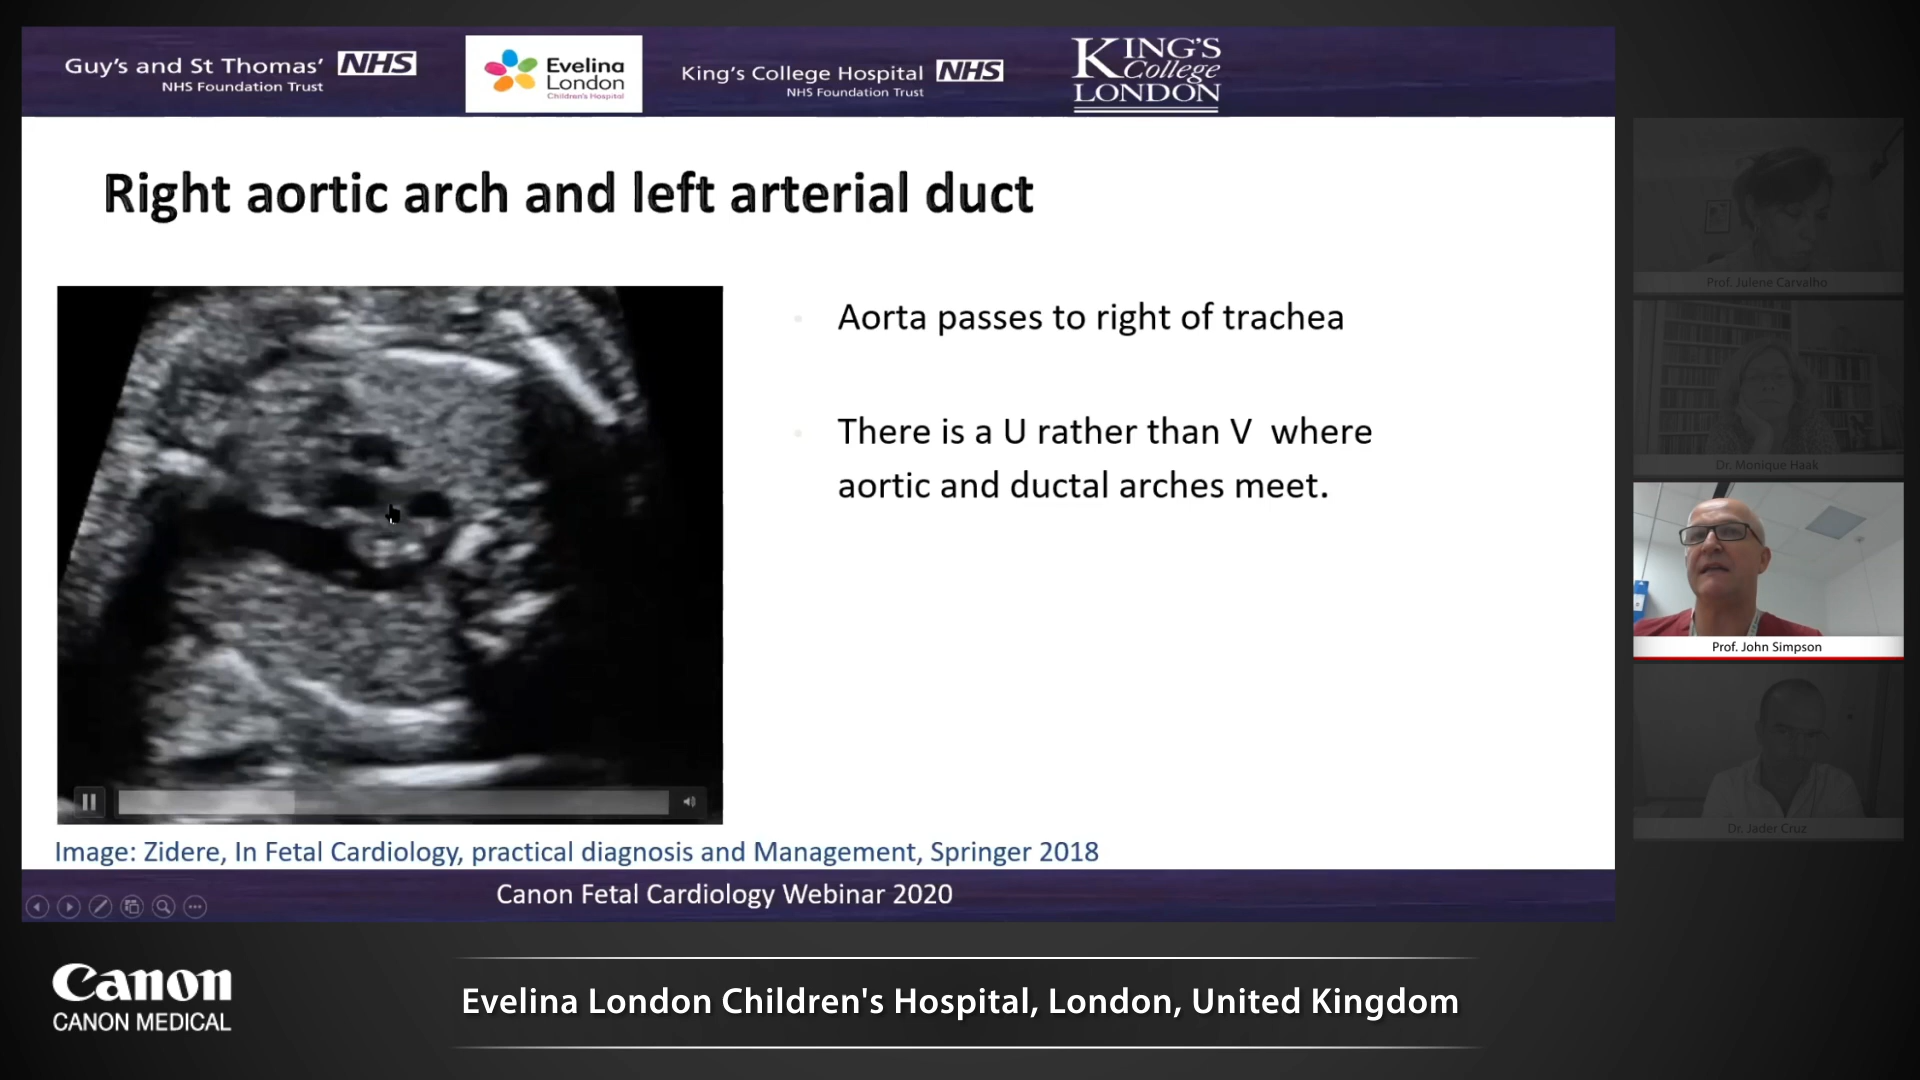 Guy's and St Thomas' NHS
NHS Foundation Trust
Evelina
London
Children's Hospital
King's College Hospital NHS
NHS Foundation Trust
KING'S
College
LONDON
Right aortic arch and left arterial duct
Aorta passes to right of trachea
There is a U rather than V where
aortic and ductal arches meet.
Image: Zidere, In Fetal Cardiology, practical diagnosis and Management, Springer 2018
Canon Fetal Cardiology Webinar 2020
Prof. Julene Carvalho
Dr. Monique Haak
Prof. John Simpson
Dr. Jader Cruz
Canon
CANON MEDICAL
Evelina London Children's Hospital, London, United Kingdom